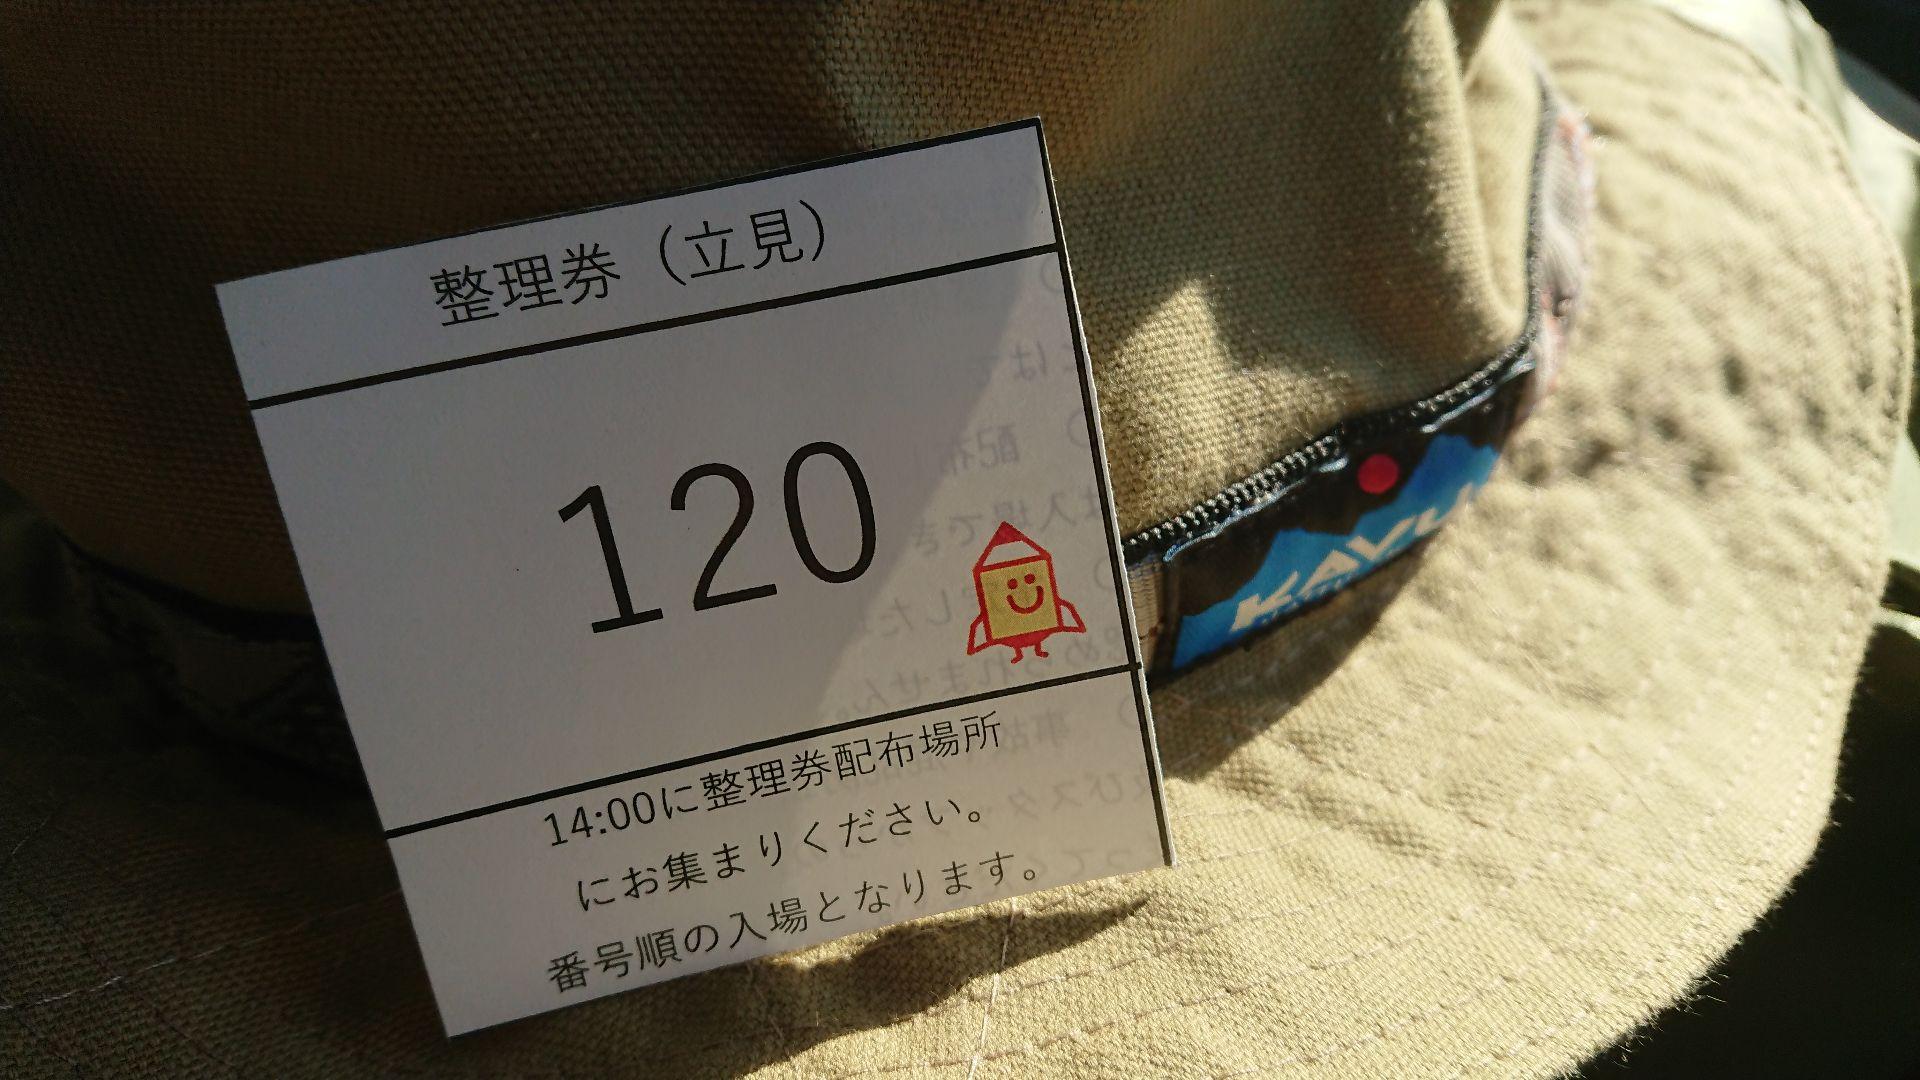 整理券（立見）
120
14:00に整理券配布場所
にお集まりください。
番号順の入場となります。
KAVU